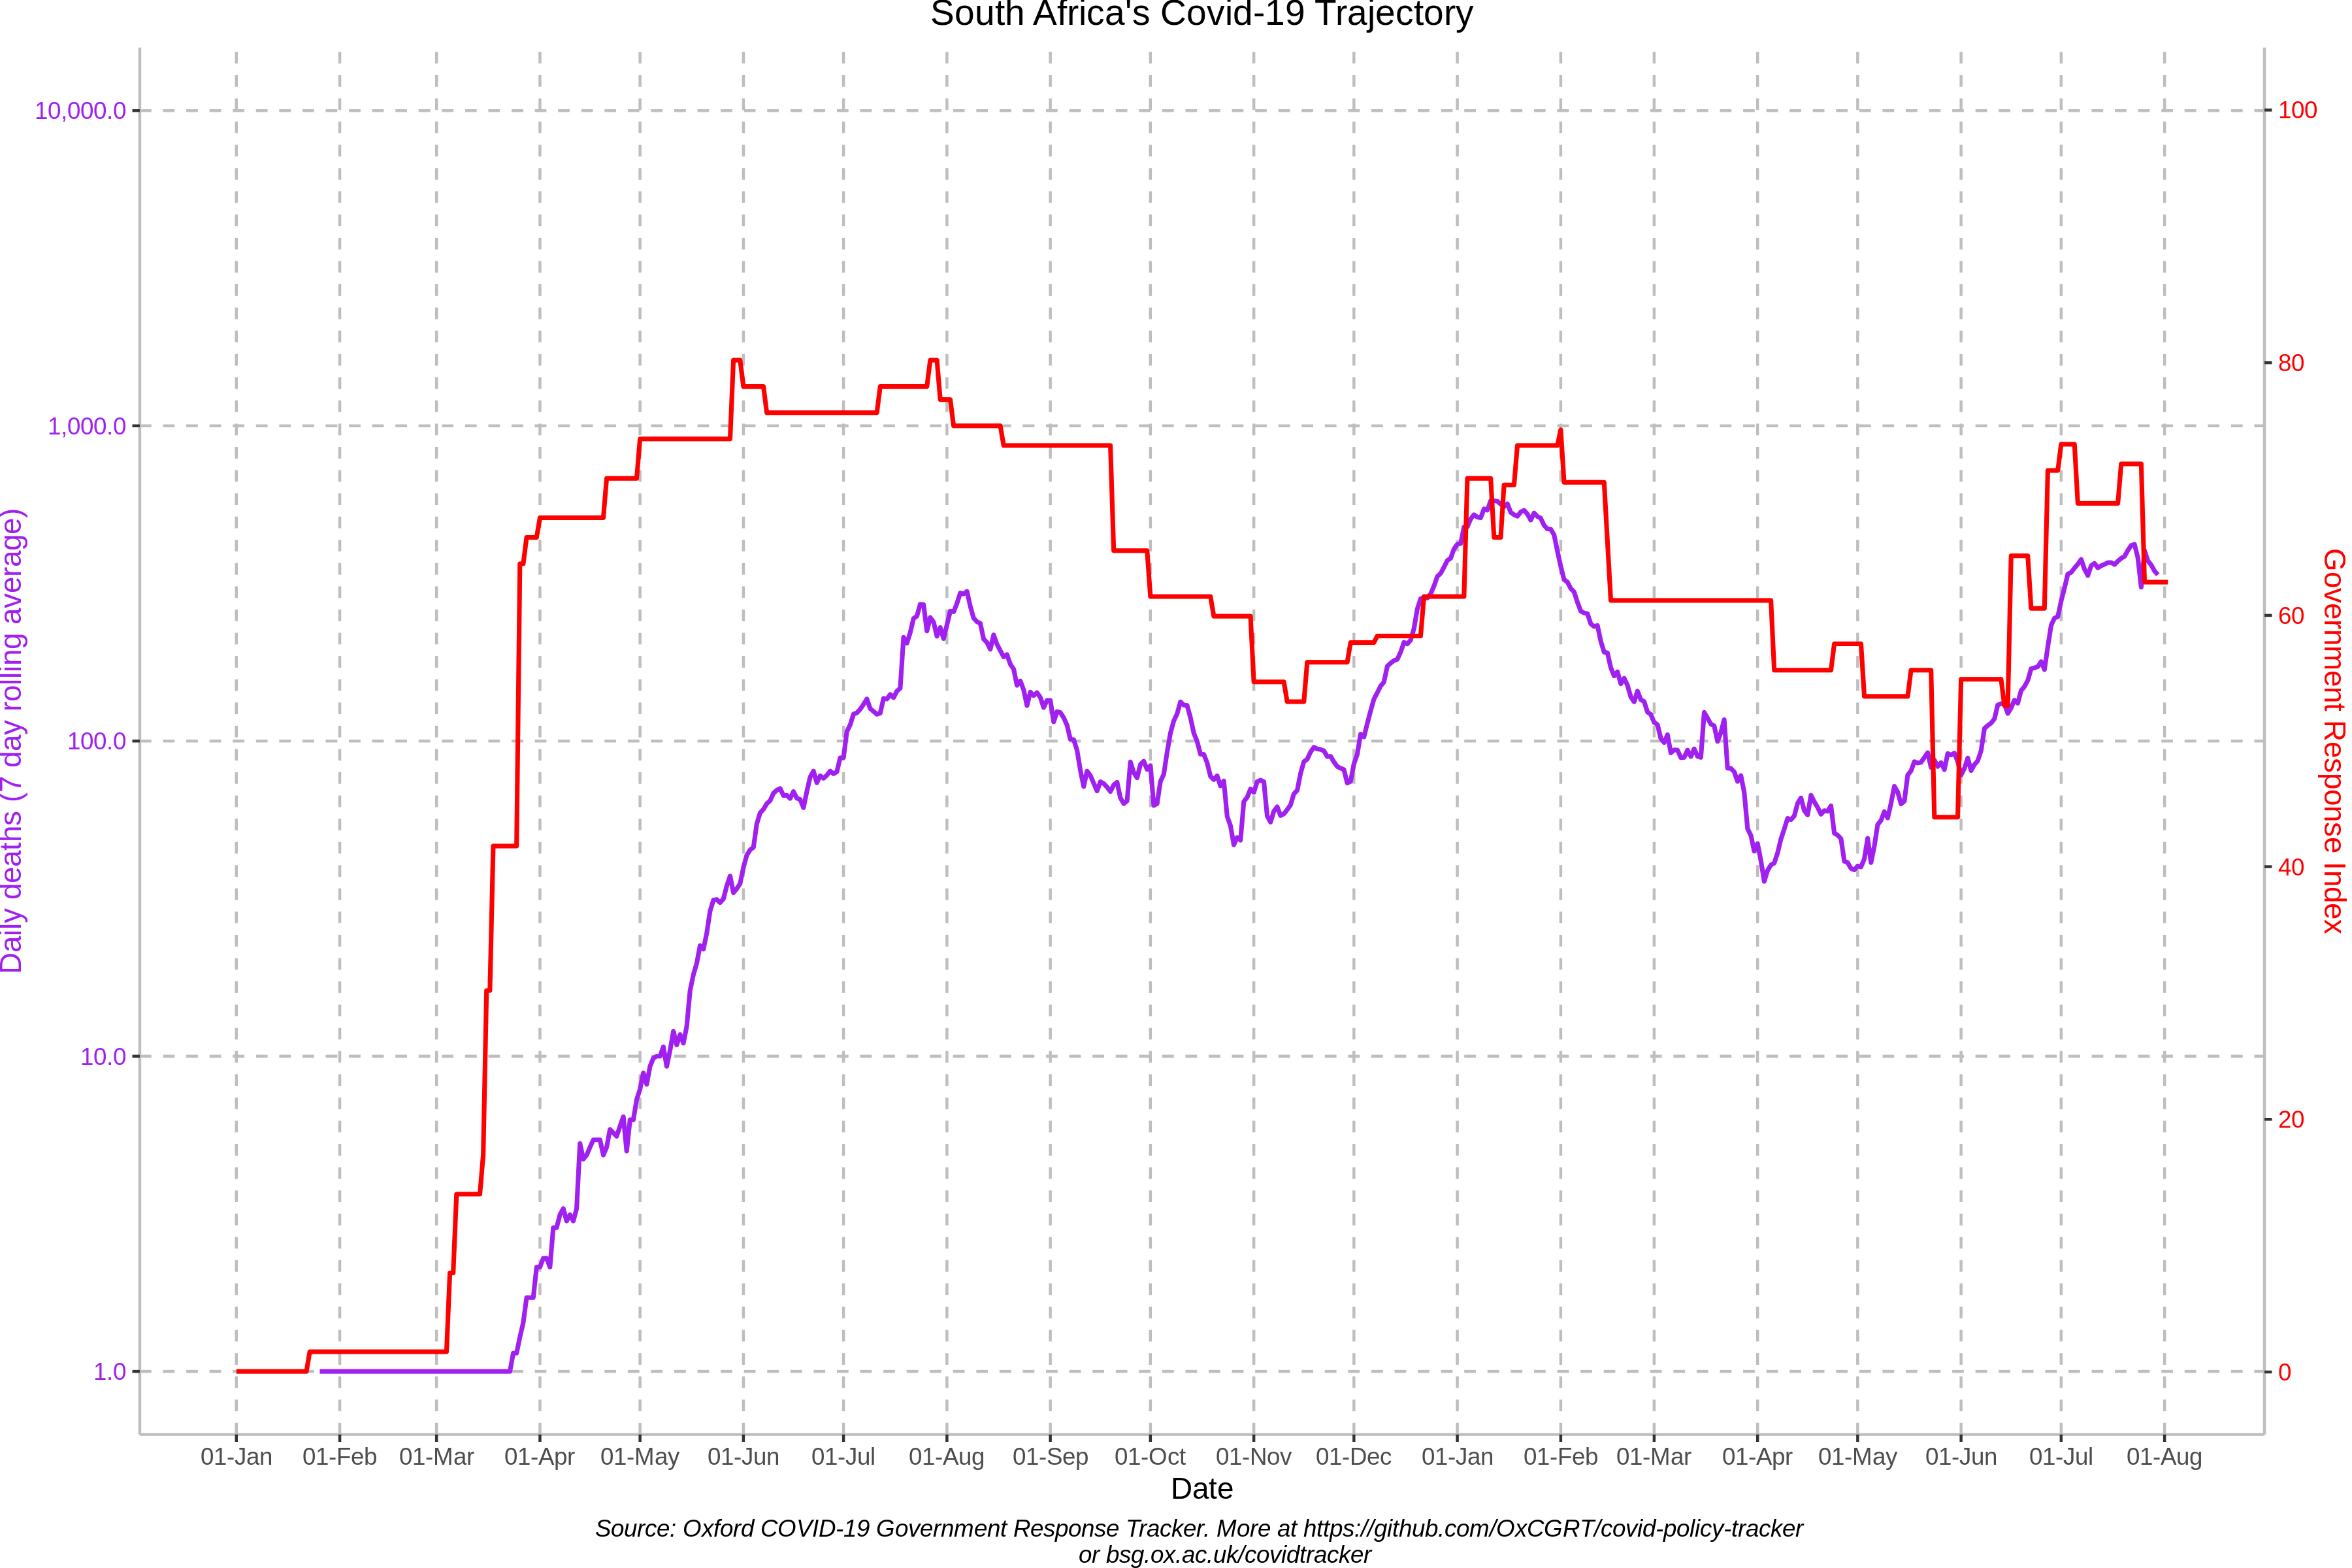 South Africa's Covid-19 Trajectory
Daily deaths (7 day rolling average)
10,000.0
1,000.0
100.0
10.0
1.0
100
80
60
40
20
0
Government Response Index
01-Jan 01-Feb 01-Mar 01-Apr 01-May 01-Jun 01-Jul 01-Aug 01-Sep 01-Oct 01-Nov 01-Dec 01-Jan 01-Feb 01-Mar 01-Apr 01-May 01-Jun 01-Jul 01-Aug
Date
Source: Oxford COVID-19 Government Response Tracker. More at https://github.com/OxCGRT/covid-policy-tracker
or bsg.ox.ac.uk/covidtracker